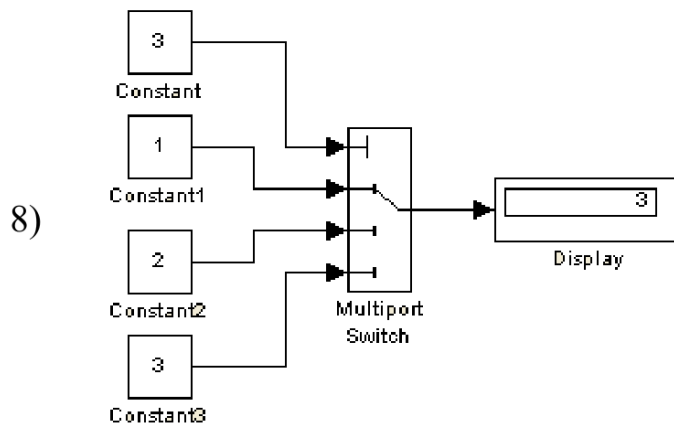 3
Constant
1
Constant1
8)
3
Display
2
Constant2
Multiport
Switch
3
Constant3